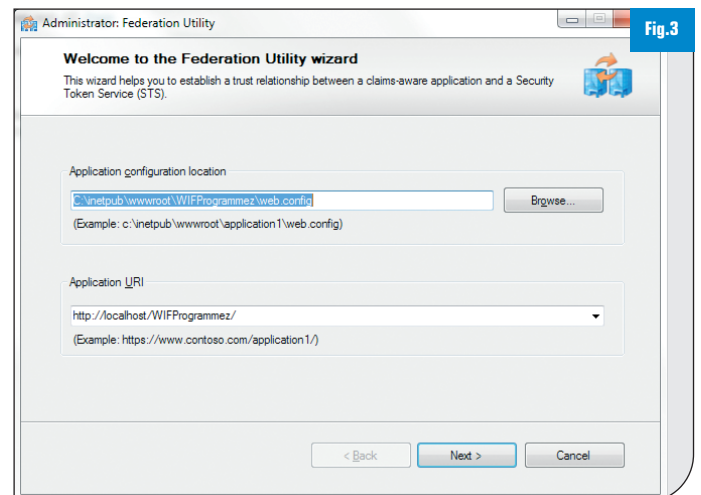 Administrator: Federation Utility
Fig.3
Welcome to the Federation Utility wizard
This wizard helps you to establish a trust relationship between a claims-aware application and a Security
Token Service (STS).
Application configuration location
C:\inetpub\wwwroot\WIFProgrammez\web.config
Browse...
(Example: c:\inetpub\wwwroot\application1\web.config)
Application URI
http://localhost/WIFProgrammez/
(Example: https://www.contoso.com/application1/)
< Back
Next >
Cancel